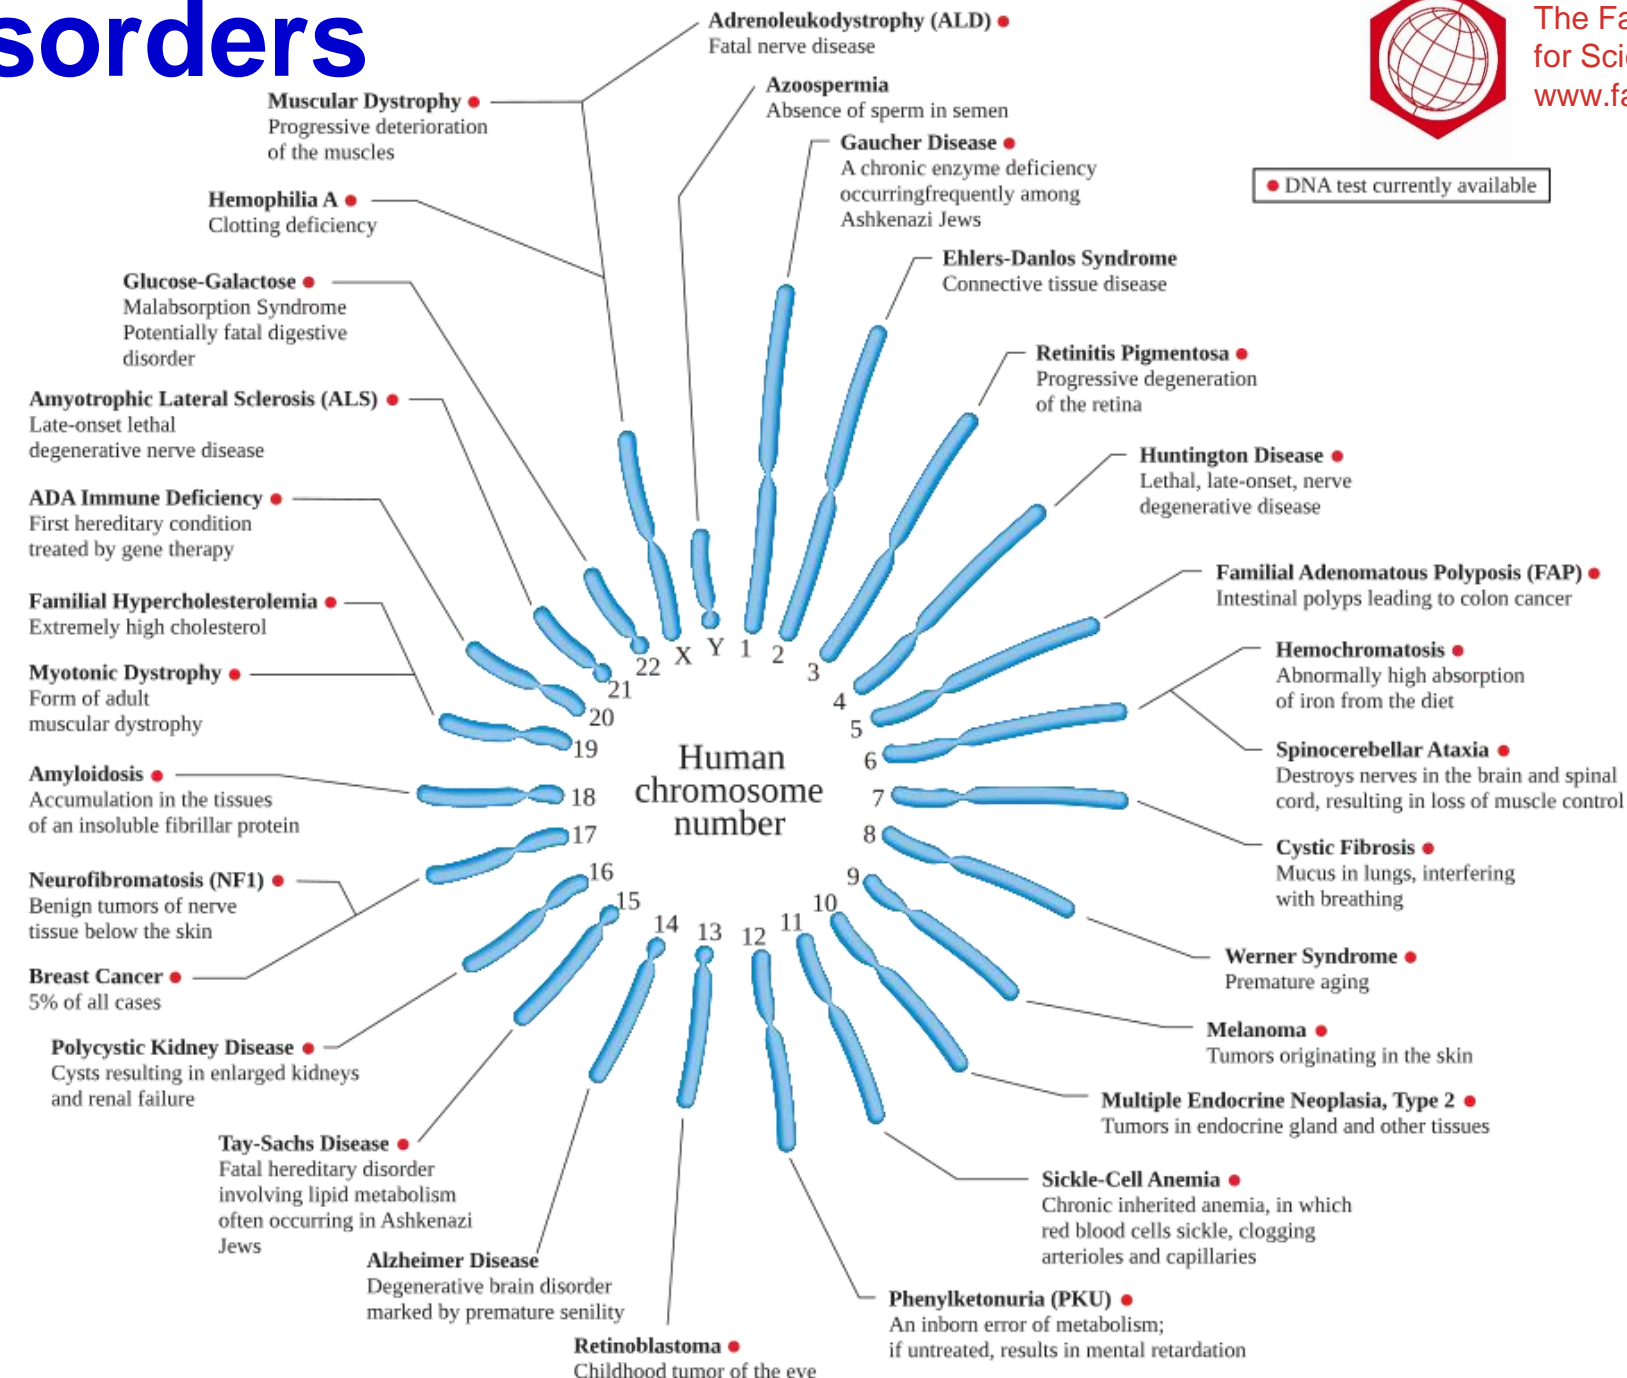 sorders
The Fa
for Scie
www.fa
DNA test currently available
Adrenoleukodystrophy (ALD)
Fatal nerve disease
Azoospermia
Absence of sperm in semen
Gaucher Disease
A chronic enzyme deficiency
occurringfrequently among
Ashkenazi Jews
Ehlers-Danlos Syndrome
Connective tissue disease
Retinitis Pigmentosa
Progressive degeneration
of the retina
Huntington Disease
Lethal, late-onset, nerve
degenerative disease
Familial Adenomatous Polyposis (FAP)
Intestinal polyps leading to colon cancer
Hemochromatosis
Abnormally high absorption
of iron from the diet
Spinocerebellar Ataxia
Destroys nerves in the brain and spinal
cord, resulting in loss of muscle control
Cystic Fibrosis
Mucus in lungs, interfering
with breathing
Werner Syndrome
Premature aging
Melanoma
Tumors originating in the skin
Multiple Endocrine Neoplasia, Type 2
Tumors in endocrine gland and other tissues
Sickle-Cell Anemia
Chronic inherited anemia, in which
red blood cells sickle, clogging
arterioles and capillaries
Phenylketonuria (PKU)
An inborn error of metabolism;
if untreated, results in mental retardation
Retinoblastoma
Childhood tumor of the eye
Alzheimer Disease
Degenerative brain disorder
marked by premature senility
Tay-Sachs Disease
Fatal hereditary disorder
involving lipid metabolism
often occurring in Ashkenazi
Jews
Polycystic Kidney Disease
Cysts resulting in enlarged kidneys
and renal failure
Breast Cancer
5% of all cases
Neurofibromatosis (NF1)
Benign tumors of nerve
tissue below the skin
Amyloidosis
Accumulation in the tissues
of an insoluble fibrillar protein
Myotonic Dystrophy
Form of adult
muscular dystrophy
Familial Hypercholesterolemia
Extremely high cholesterol
ADA Immune Deficiency
First hereditary condition
treated by gene therapy
Amyotrophic Lateral Sclerosis (ALS)
Late-onset lethal
degenerative nerve disease
Glucose-Galactose
Malabsorption Syndrome
Potentially fatal digestive
disorder
Hemophilia A
Clotting deficiency
Muscular Dystrophy
Progressive deterioration
of the muscles
Human
chromosome
number
1
2
3
4
5
6
7
8
9
10
11
12
13
14
15
16
17
18
19
20
21
22
X
Y